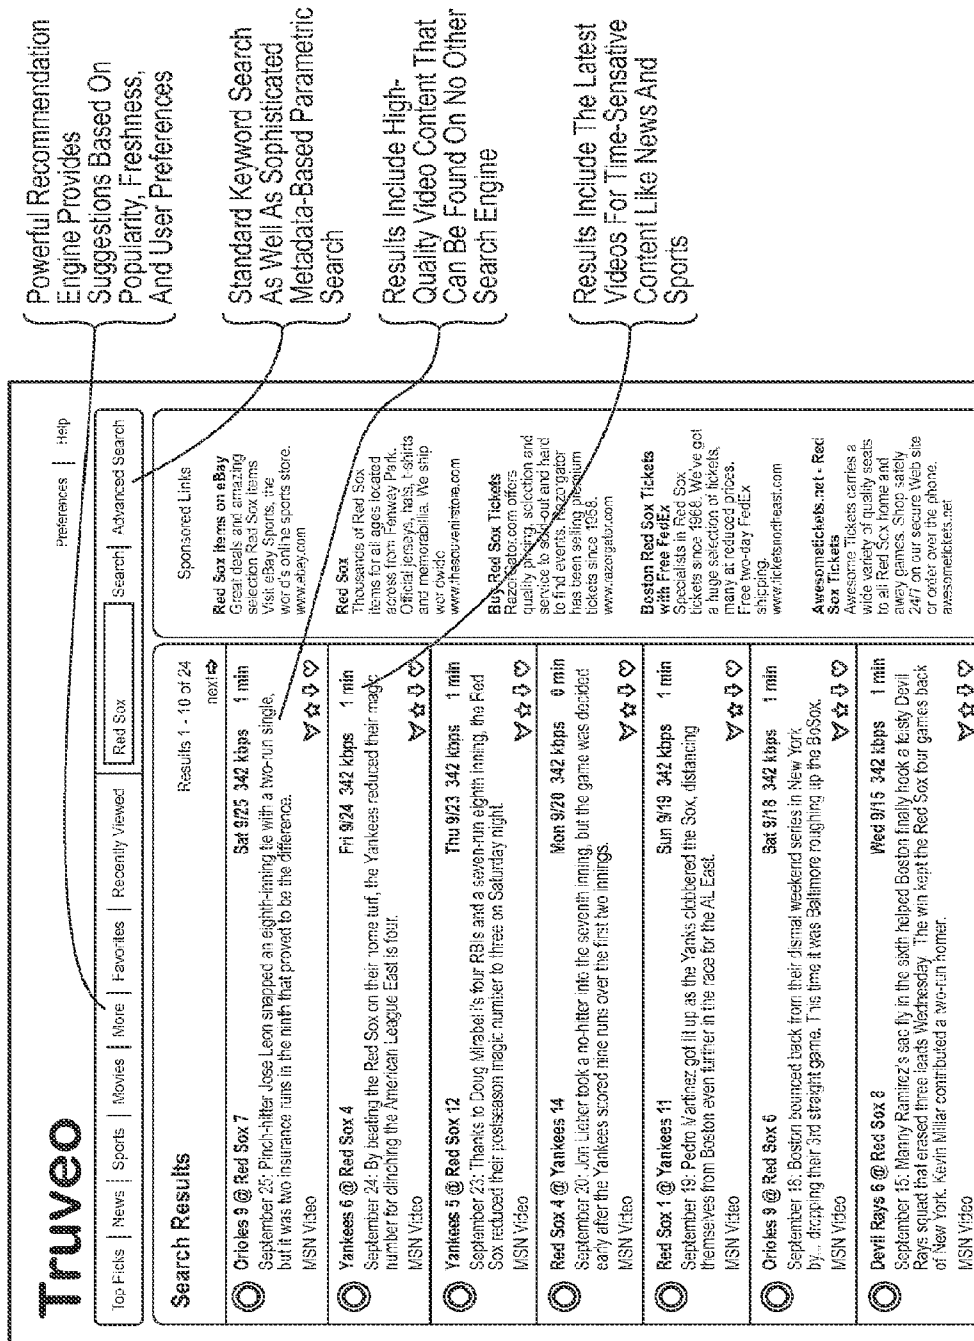 Truveo
Preferences | Help
Top Picks | News | Sports | Movies | More | Favorites | Recently Viewed
Red Sox
Search | Advanced Search
Search Results
Results 1 - 10 of 24
next
Orioles 9 @ Red Sox 7
Sat 9/25 342 kbps 1 min
September 25: Pinch-hitter Jose Leon snapped an eighth-inning tie with a two-run single,
but it was two insurance runs in the ninth that proved to be the difference.
MSN Video
Yankees 6 @ Red Sox 4
Fri 9/24 342 kbps 1 min
September 24: By beating the Red Sox on their home turf, the Yankees reduced their magic
number for clinching the American League East is four.
MSN Video
Yankees 5 @ Red Sox 12
Thu 9/23 342 kbps 1 min
September 23: Thanks to Doug Mirabelli's four RBIs and a seven-run eighth inning, the Red
Sox reduced their postseason magic number to three on Saturday night.
MSN Video
Red Sox 4 @ Yankees 14
Mon 9/20 342 kbps 0 min
September 20: Jon Lieber took a no-hitter into the seventh inning, but the game was decided
early after the Yankees scored nine runs over the first two innings.
MSN Video
Red Sox 1 @ Yankees 11
Sun 9/19 342 kbps 1 min
September 19: Pedro Martinez got lit up as the Yanks clobbered the Sox, distancing
themselves from Boston even further in the race for the AL East.
MSN Video
Orioles 9 @ Red Sox 6
Sat 9/18 342 kbps 1 min
September 18: Boston bounced back from their dismal weekend series in New York
by... dropping their 3rd straight game. This time it was Baltimore roughing up the BoSox.
MSN Video
Devil Rays 6 @ Red Sox 8
Wed 9/15 342 kbps 1 min
September 15: Manny Ramirez's sac fly in the sixth helped Boston finally hook a feisty Devil
Rays squad that erased three leads Wednesday. The win kept the Red Sox four games back
of New York. Kevin Millar contributed a two-run homer.
MSN Video
Sponsored Links
Red Sox items on eBay
Great deals and amazing
selection Red Sox items
Visit eBay Sports, the
world's online sports store.
www.ebay.com
Red Sox
Thousands of Red Sox
items for all ages located
across from Fenway Park.
Official jerseys, hats, t-shirts
and memorabilia. We ship
worldwide
www.thesouvenirstore.com
Buy Red Sox Tickets
RazorGator.com offers
quality pricing, selection and
service to sold-out and hard
to find events. Razorgator
has been selling premium
tickets since 1958.
www.razorgator.com
Boston Red Sox Tickets
with Free FedEx
Specialists in Red Sox
tickets since 1968. We've got
a huge selection of tickets,
many at reduced prices.
Free two-day FedEx
shipping.
www.ticketsnortheast.com
Awesometickets.net - Red
Sox Tickets
Awesome Tickets carries a
wide variety of quality seats
to all Red Sox home and
away games. Shop safely
24/7 on our secure Web site
or order over the phone.
awesometickets.net
Powerful Recommendation
Engine Provides
Suggestions Based On
Popularity, Freshness,
And User Preferences
Standard Keyword Search
As Well As Sophisticated
Metadata-Based Parametric
Search
Results Include High-
Quality Video Content That
Can Be Found On No Other
Search Engine
Results Include The Latest
Videos For Time-Sensative
Content Like News And
Sports